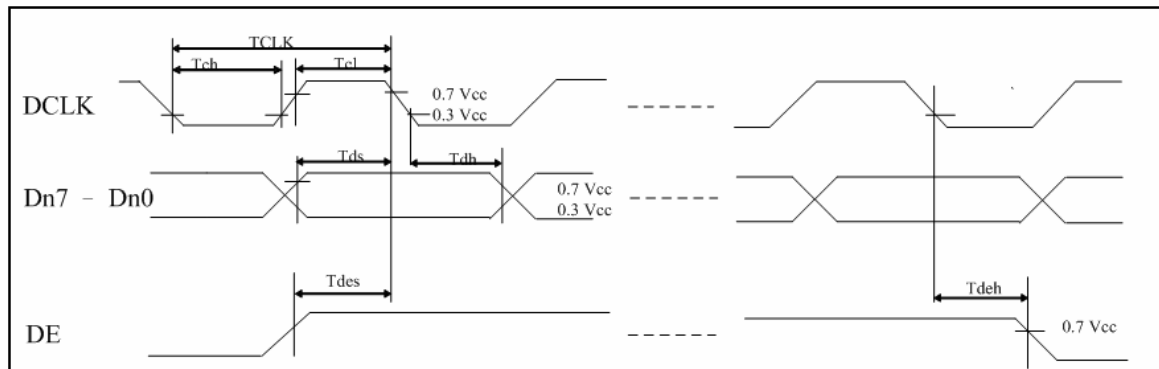 TCLK
Tch Tcl
DCLK
0.7 Vcc
0.3 Vcc
Tds Tdh
Dn7 - Dn0
0.7 Vcc
0.3 Vcc
Tdes Tdeh
DE
0.7 Vcc